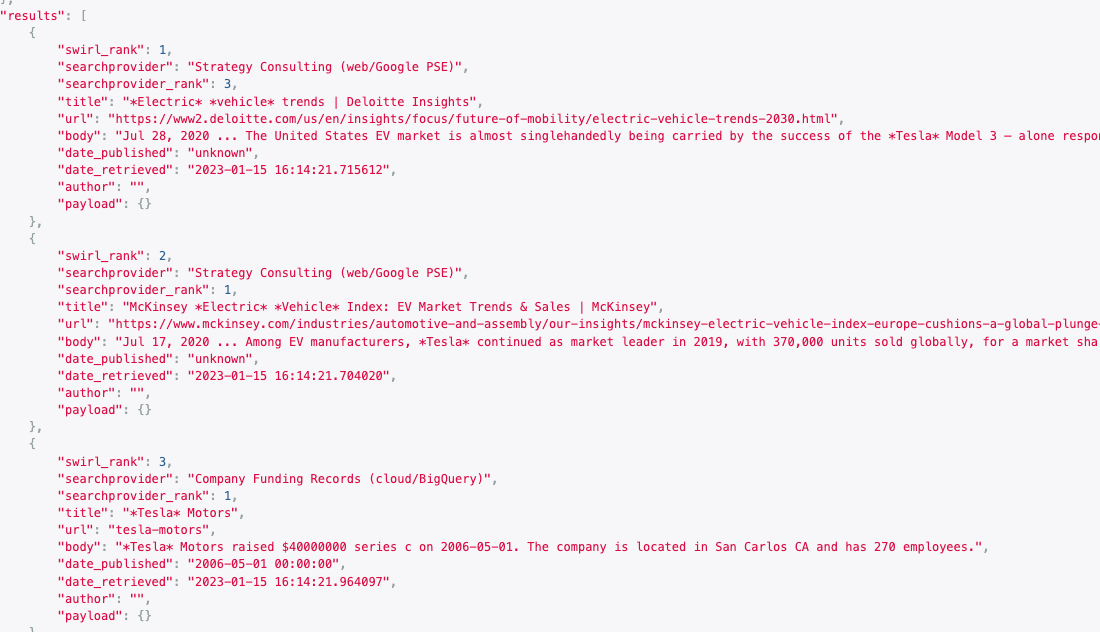 "results": [
{
"swirl_rank": 1,
"searchprovider": "Strategy Consulting (web/Google PSE)",
"searchprovider_rank": 3,
"title": "*Electric* *vehicle* trends | Deloitte Insights",
"url": "https://www2.deloitte.com/us/en/insights/focus/future-of-mobility/electric-vehicle-trends-2030.html",
"body": "Jul 28, 2020 ... The United States EV market is almost singlehandedly being carried by the success of the *Tesla* Model 3 – alone
"date_published": "unknown",
"date_retrieved": "2023-01-15 16:14:21.715612",
"author": "",
"payload": {}
},
{
"swirl_rank": 2,
"searchprovider": "Strategy Consulting (web/Google PSE)",
"searchprovider_rank": 1,
"title": "McKinsey *Electric* *Vehicle* Index: EV Market Trends & Sales | McKinsey",
"url": "https://www.mckinsey.com/industries/automotive-and-assembly/our-insights/mckinsey-electric-vehicle-index-europe-cushions-a-global-plunge-
"body": "Jul 17, 2020 ... Among EV manufacturers, *Tesla* continued as market leader in 2019, with 370,000 units sold globally, for a market
"date_published": "unknown",
"date_retrieved": "2023-01-15 16:14:21.704020",
"author": "",
"payload": {}
},
{
"swirl_rank": 3,
"searchprovider": "Company Funding Records (cloud/BigQuery)",
"searchprovider_rank": 1,
"title": "*Tesla* Motors",
"url": "tesla-motors",
"body": "*Tesla* Motors raised $40000000 series c on 2006-05-01. The company is located in San Carlos CA and has 270 employees.",
"date_published": "2006-05-01 00:00:00",
"date_retrieved": "2023-01-15 16:14:21.964097",
"author": "",
"payload": {}